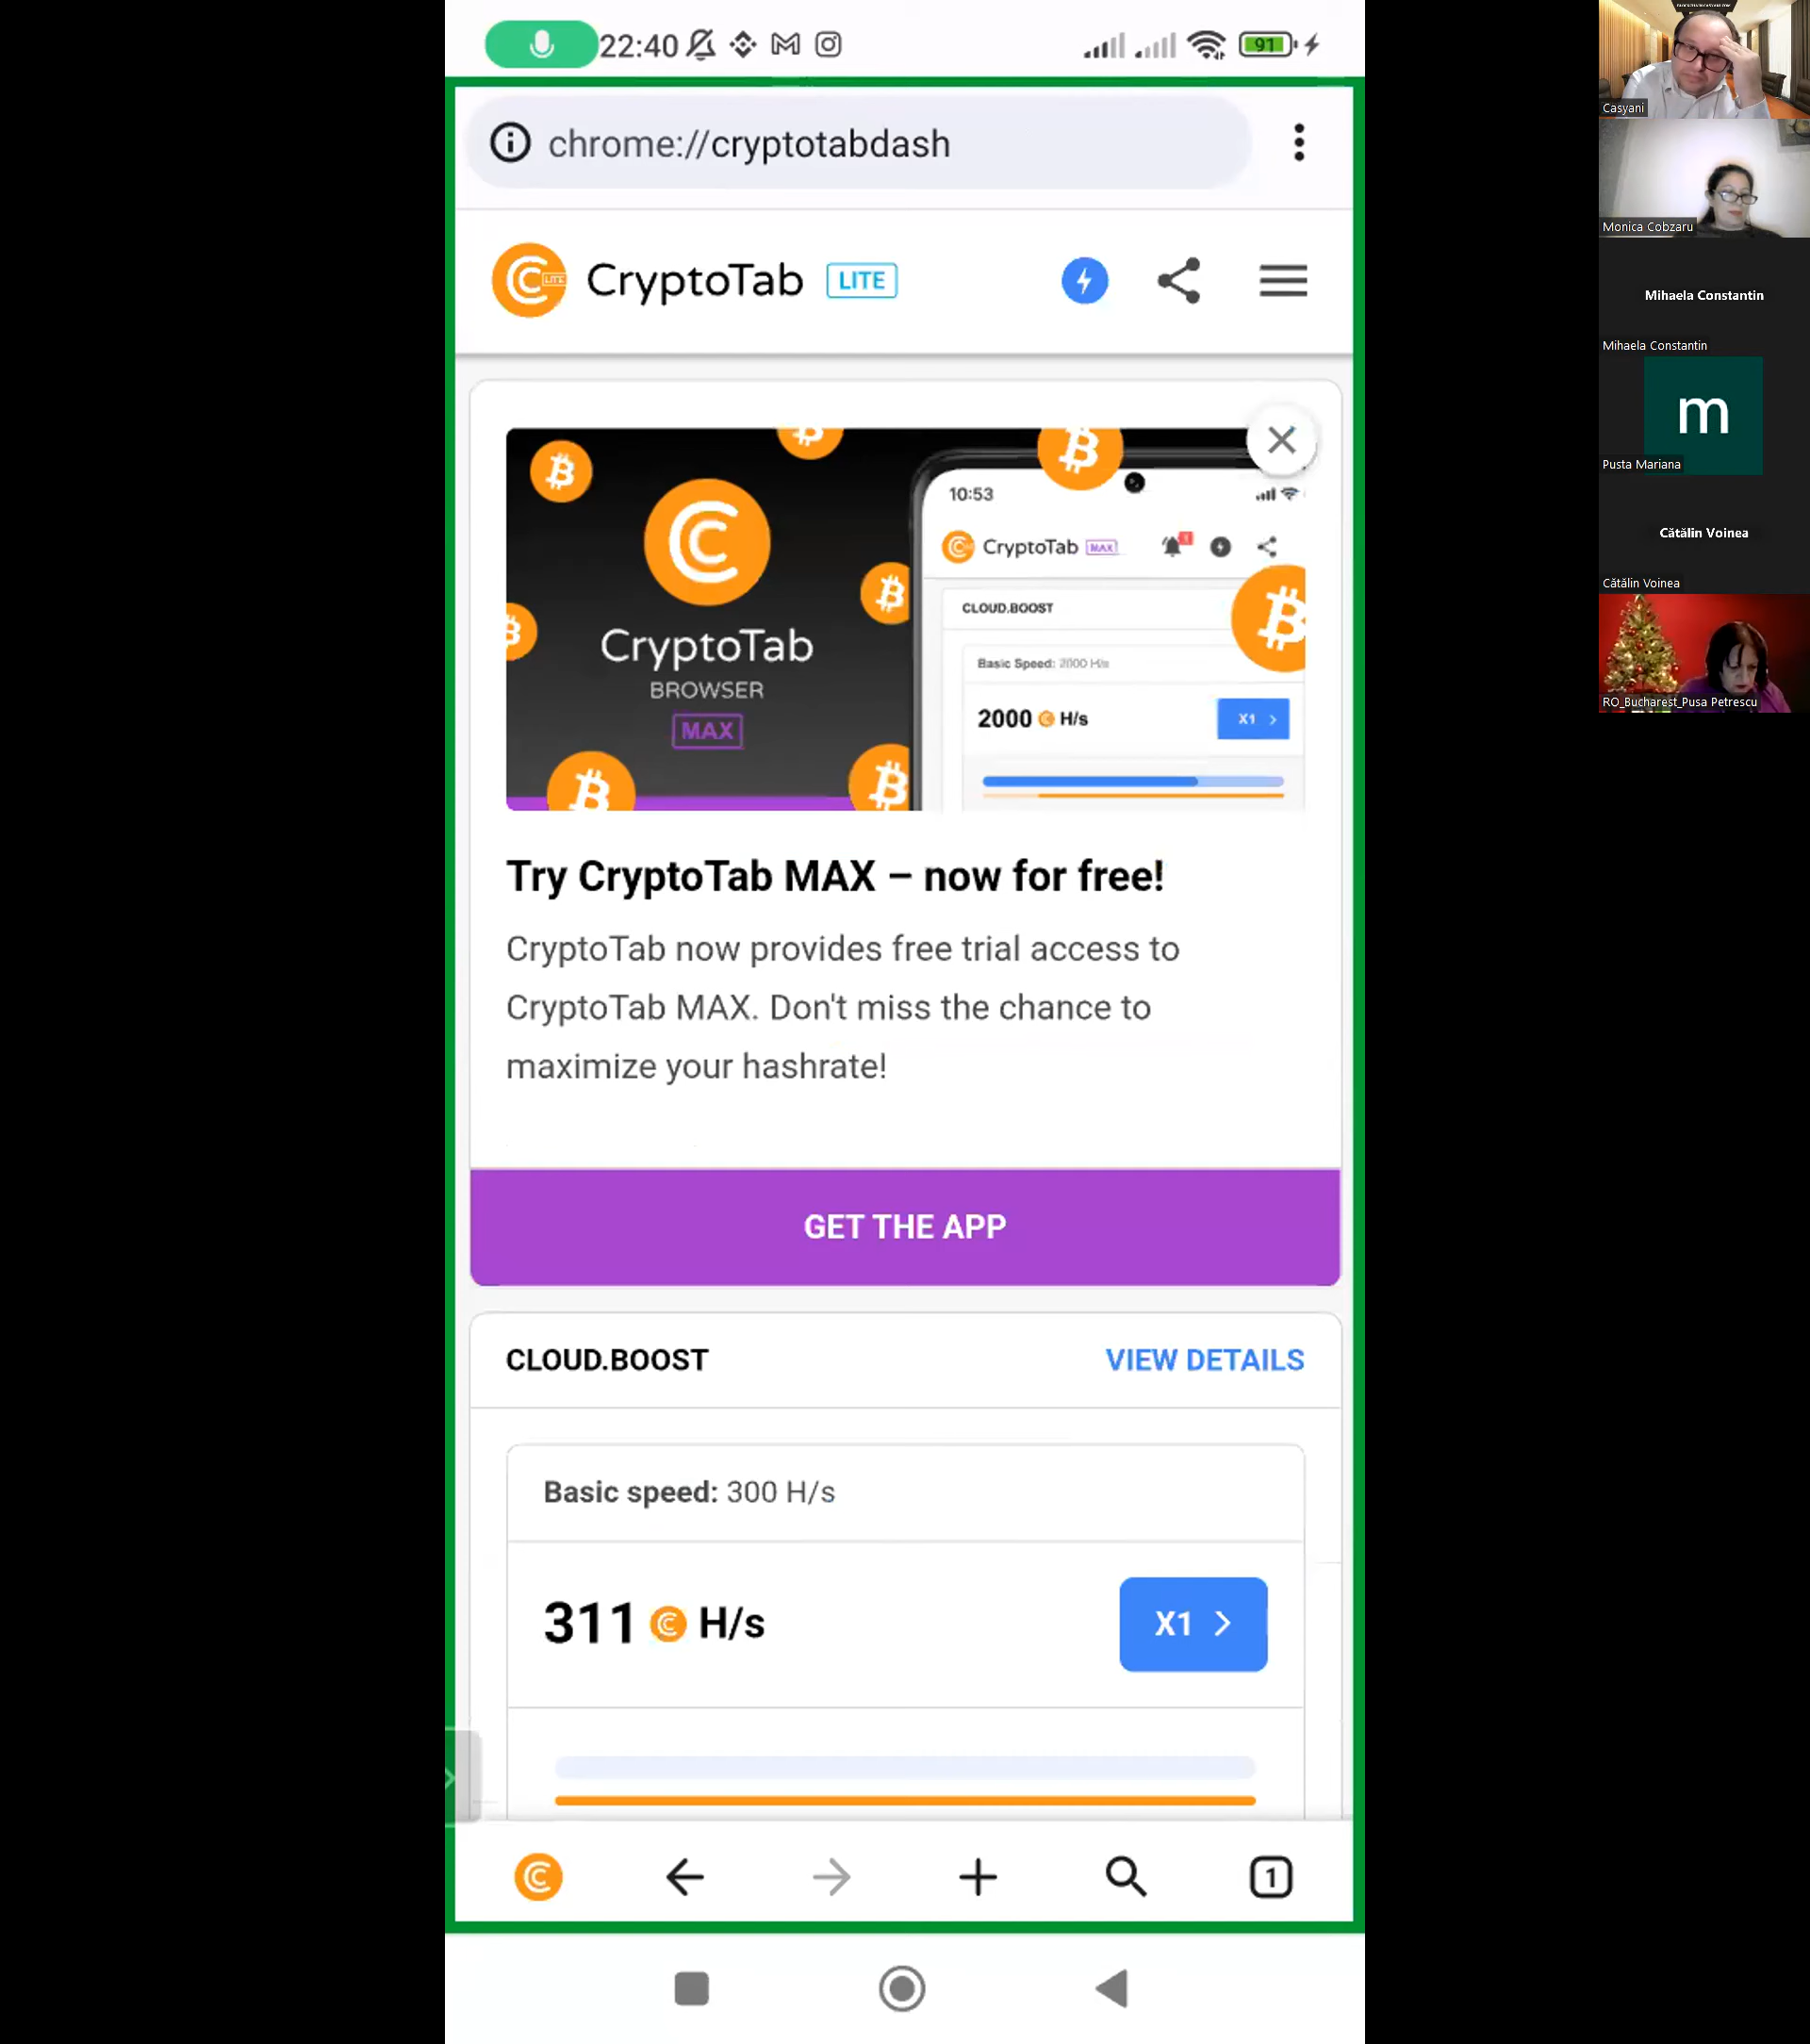 22:40
91
chrome://cryptotabdash
CryptoTab LITE
10:53
CryptoTab MAX
CLOUD.BOOST
Basic Speed: 2000 H/s
2000 H/s
X1
CryptoTab
BROWSER
MAX
Try CryptoTab MAX – now for free!
CryptoTab now provides free trial access to
CryptoTab MAX. Don't miss the chance to
maximize your hashrate!
GET THE APP
CLOUD.BOOST
VIEW DETAILS
Basic speed: 300 H/s
311 H/s
X1
1
Casyani
Monica Cobzaru
Mihaela Constantin
Mihaela Constantin
m
Pusta Mariana
Cătălin Voinea
Cătălin Voinea
RO_Bucharest_Pusa Petrescu